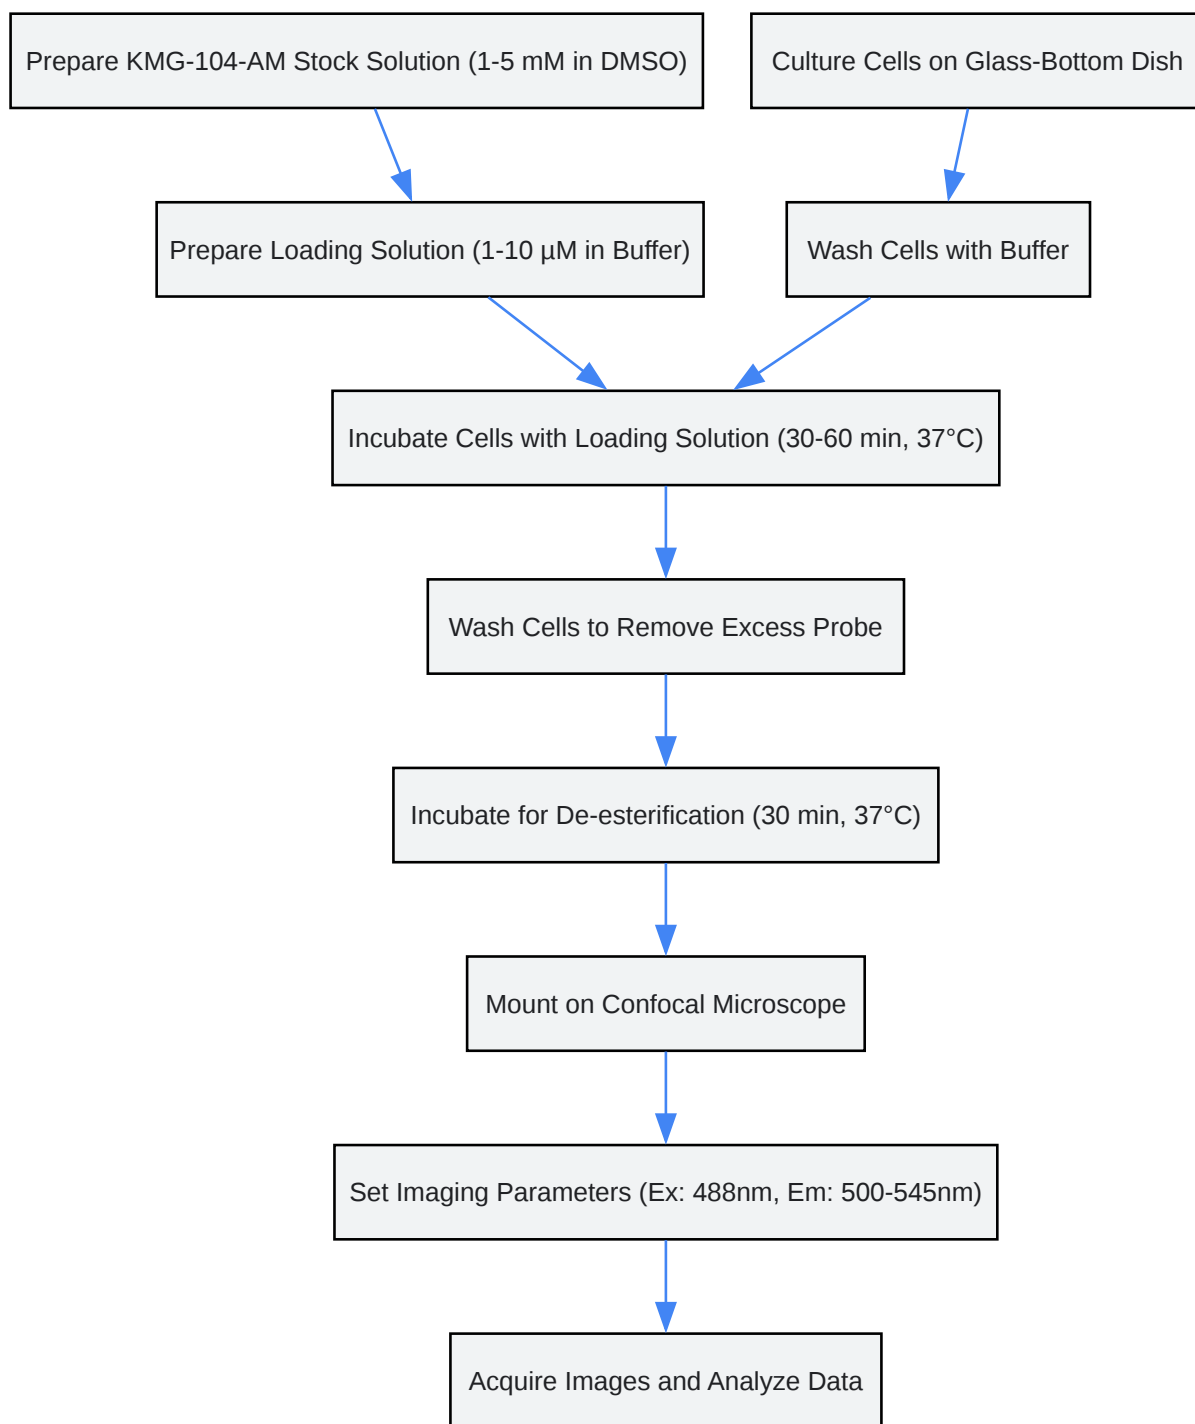 Prepare KMG-104-AM Stock Solution (1-5 mM in DMSO)
Culture Cells on Glass-Bottom Dish
Prepare Loading Solution (1-10 µM in Buffer)
Wash Cells with Buffer
Incubate Cells with Loading Solution (30-60 min, 37°C)
Wash Cells to Remove Excess Probe
Incubate for De-esterification (30 min, 37°C)
Mount on Confocal Microscope
Set Imaging Parameters (Ex: 488nm, Em: 500-545nm)
Acquire Images and Analyze Data